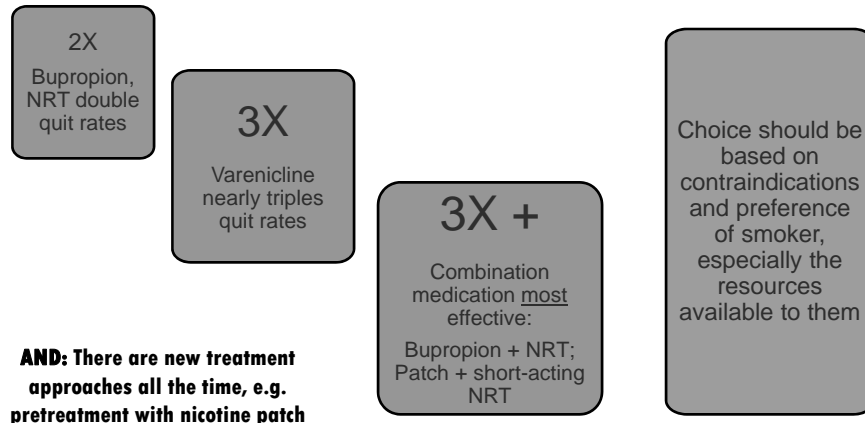 2X
Bupropion,
NRT double
quit rates
3X
Varenicline
nearly triples
quit rates
3X +
Combination
medication most
effective:
Bupropion + NRT;
Patch + short-acting
NRT
Choice should be
based on
contraindications
and preference
of smoker,
especially the
resources
available to them
AND: There are new treatment
approaches all the time, e.g.
pretreatment with nicotine patch